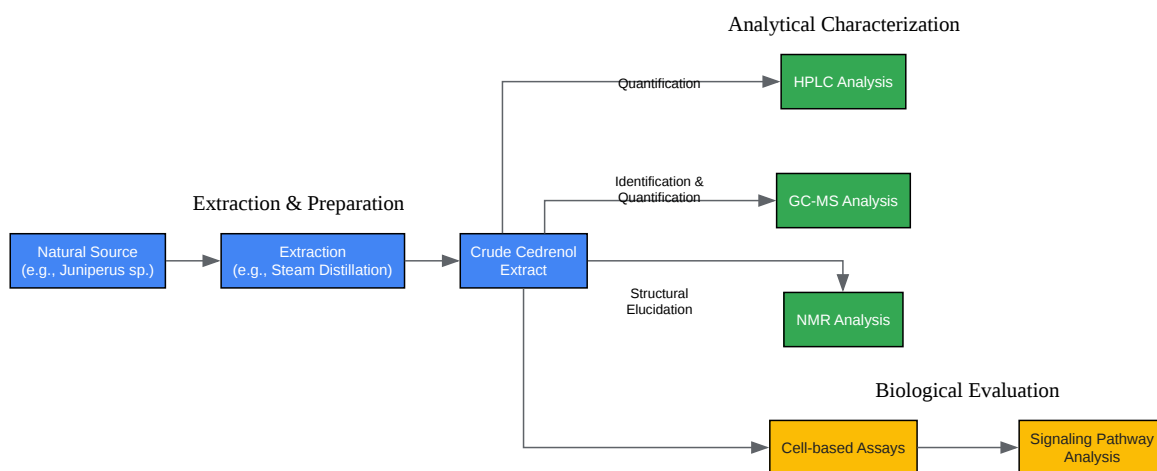 Analytical Characterization
HPLC Analysis
Quantification
Identification &
Quantification
GC-MS Analysis
Extraction & Preparation
Natural Source
(e.g., Juniperus sp.)
Extraction
(e.g., Steam Distillation)
Crude Cedrenol
Extract
Structural
Elucidation
NMR Analysis
Biological Evaluation
Cell-based Assays
Signaling Pathway
Analysis